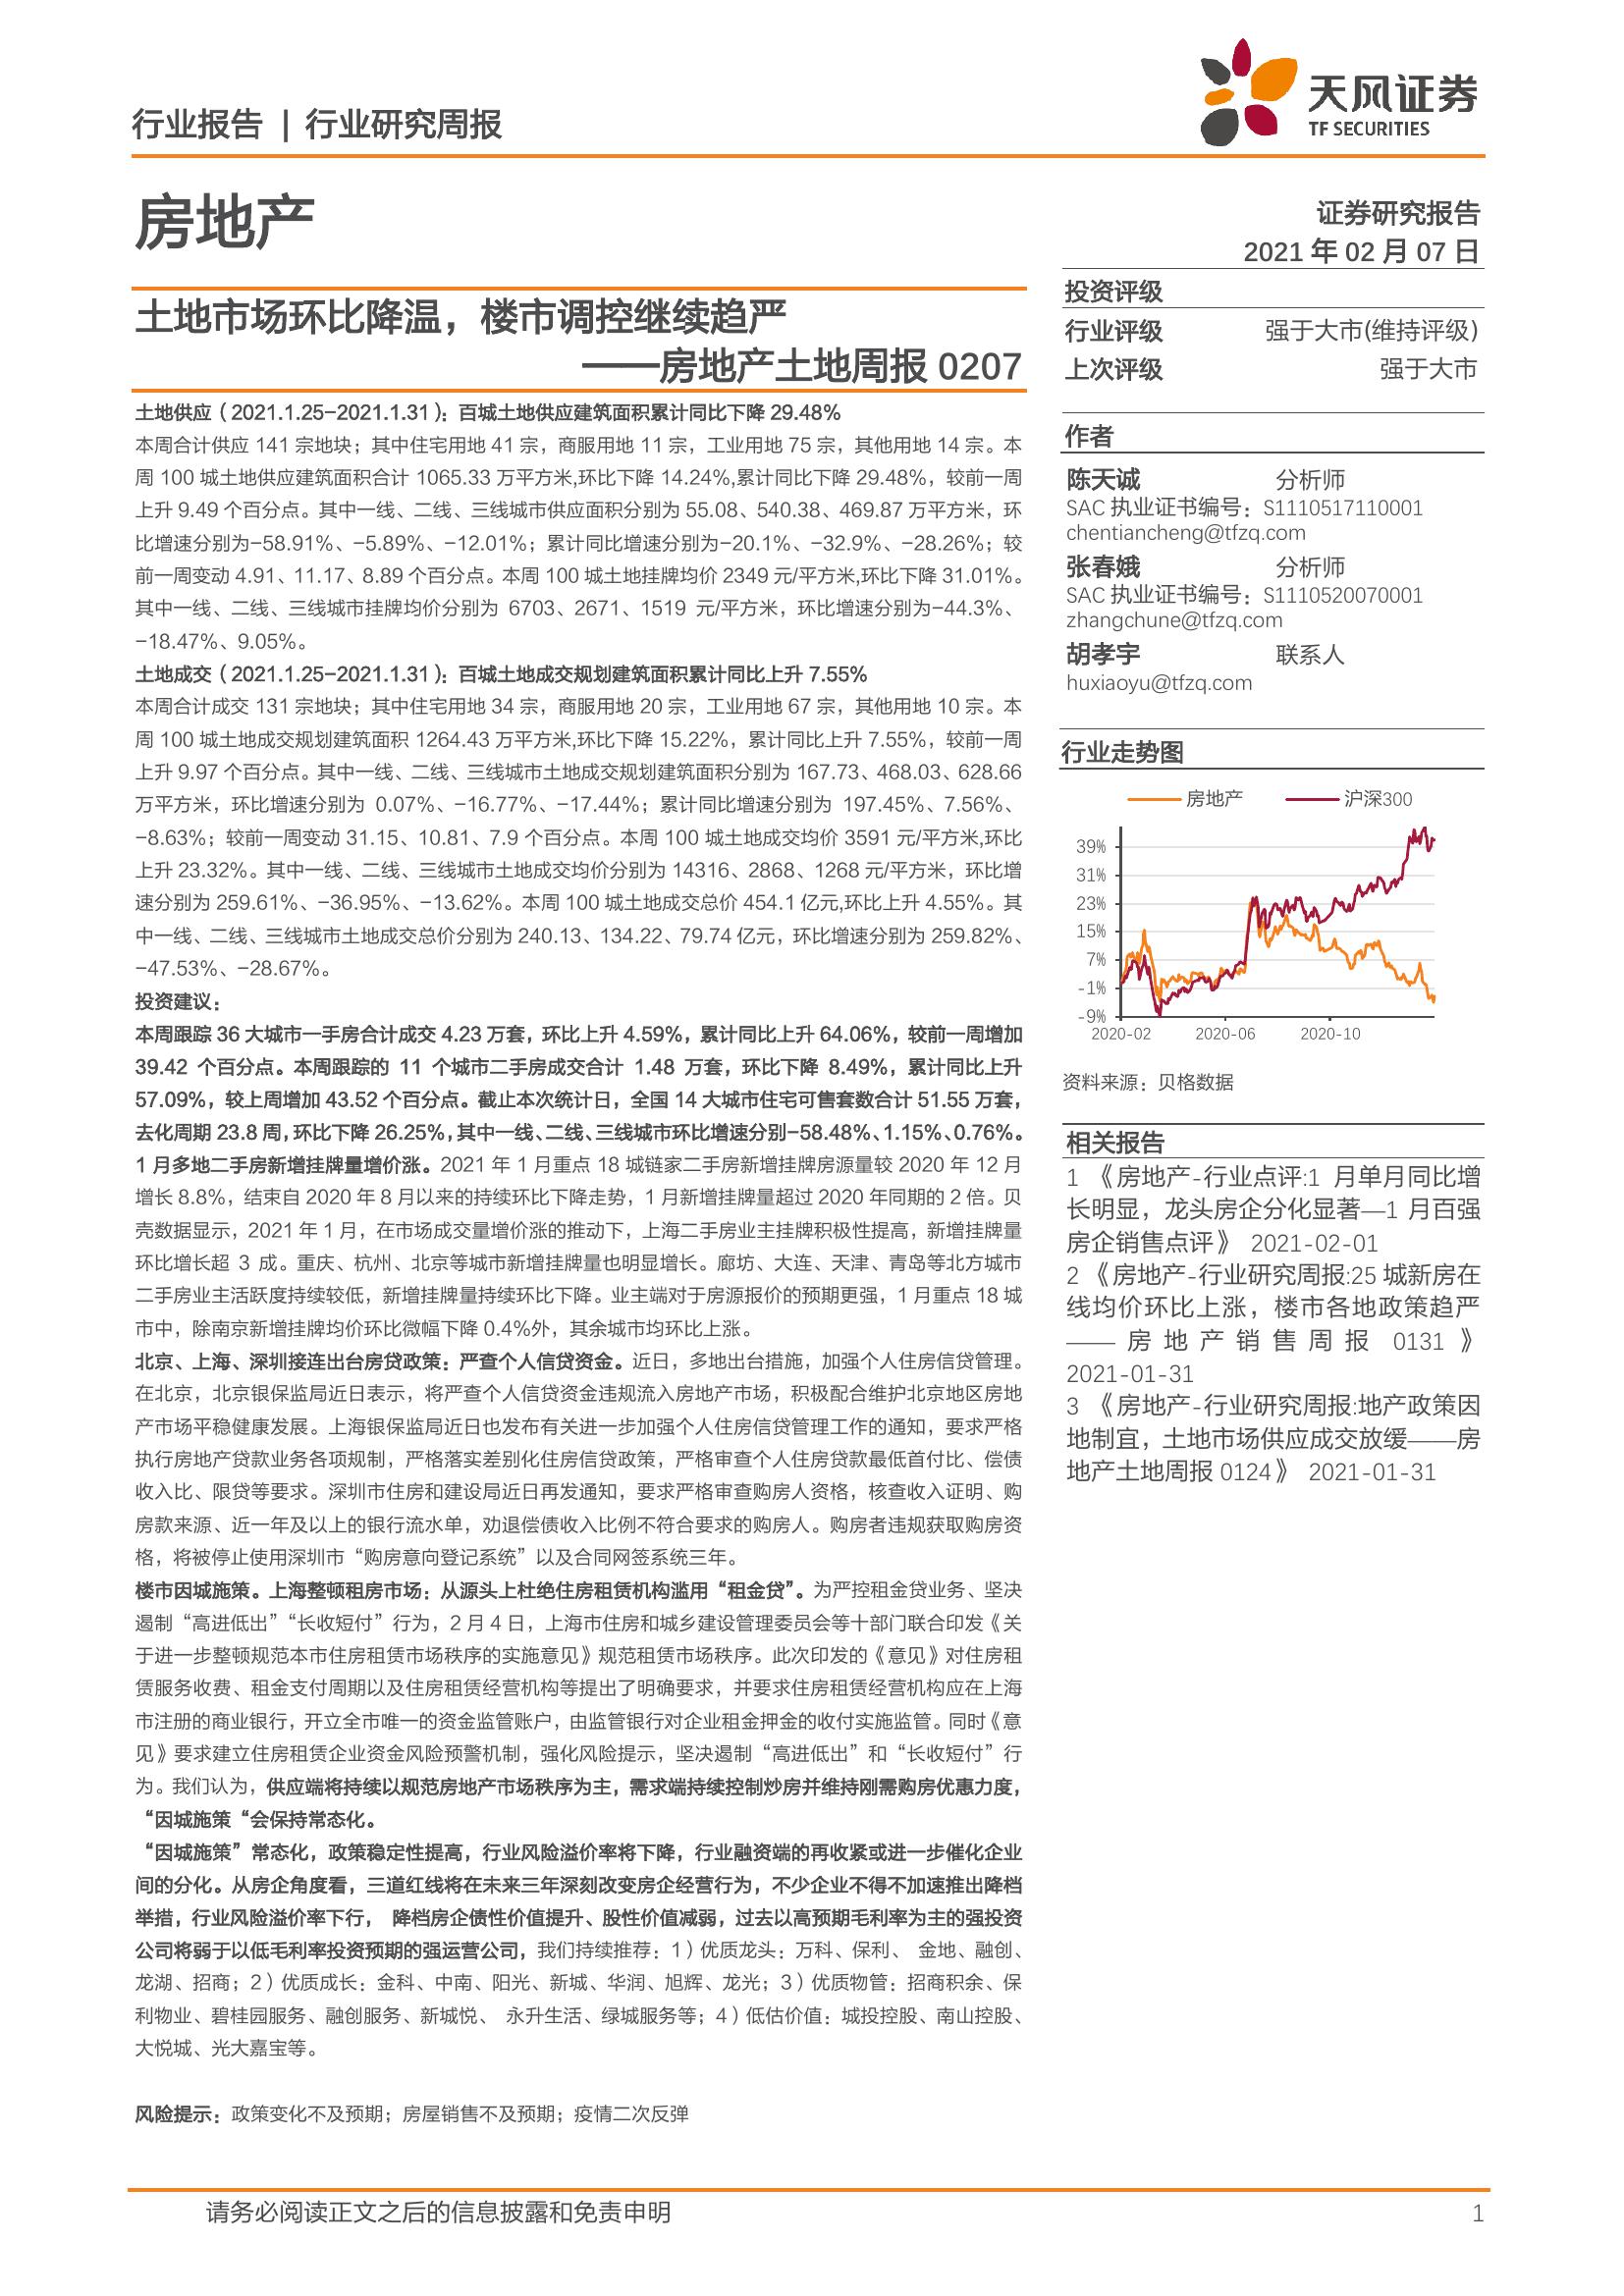 行业报告 | 行业研究周报
天风证券
TF SECURITIES
房地产
证券研究报告
2021 年 02 月 07 日
土地市场环比降温，楼市调控继续趋严
——房地产土地周报 0207
土地供应（2021.1.25-2021.1.31）：百城土地供应建筑面积累计同比下降 29.48%
本周合计供应 141 宗地块；其中住宅用地 41 宗，商服用地 11 宗，工业用地 75 宗，其他用地 14 宗。本
周 100 城土地供应建筑面积合计 1065.33 万平方米,环比下降 14.24%,累计同比下降 29.48%，较前一周
上升 9.49 个百分点。其中一线、二线、三线城市供应面积分别为 55.08、540.38、469.87 万平方米，环
比增速分别为-58.91%、-5.89%、-12.01%；累计同比增速分别为-20.1%、-32.9%、-28.26%；较
前一周变动 4.91、11.17、8.89 个百分点。本周 100 城土地挂牌均价 2349 元/平方米,环比下降 31.01%。
其中一线、二线、三线城市挂牌均价分别为 6703、2671、1519 元/平方米，环比增速分别为-44.3%、
-18.47%、9.05%。
土地成交（2021.1.25-2021.1.31）：百城土地成交规划建筑面积累计同比上升 7.55%
本周合计成交 131 宗地块；其中住宅用地 34 宗，商服用地 20 宗，工业用地 67 宗，其他用地 10 宗。本
周 100 城土地成交规划建筑面积 1264.43 万平方米,环比下降 15.22%，累计同比上升 7.55%，较前一周
上升 9.97 个百分点。其中一线、二线、三线城市土地成交规划建筑面积分别为 167.73、468.03、628.66
万平方米，环比增速分别为 0.07%、-16.77%、-17.44%；累计同比增速分别为 197.45%、7.56%、
-8.63%；较前一周变动 31.15、10.81、7.9 个百分点。本周 100 城土地成交均价 3591 元/平方米,环比
上升 23.32%。其中一线、二线、三线城市土地成交均价分别为 14316、2868、1268 元/平方米，环比增
速分别为 259.61%、-36.95%、-13.62%。本周 100 城土地成交总价 454.1 亿元,环比上升 4.55%。其
中一线、二线、三线城市土地成交总价分别为 240.13、134.22、79.74 亿元，环比增速分别为 259.82%、
-47.53%、-28.67%。
投资建议：
本周跟踪 36 大城市一手房合计成交 4.23 万套，环比上升 4.59%，累计同比上升 64.06%，较前一周增加
39.42 个百分点。本周跟踪的 11 个城市二手房成交合计 1.48 万套，环比下降 8.49%，累计同比上升
57.09%，较上周增加 43.52 个百分点。截止本次统计日，全国 14 大城市住宅可售套数合计 51.55 万套，
去化周期 23.8 周，环比下降 26.25%，其中一线、二线、三线城市环比增速分别-58.48%、1.15%、0.76%。
1 月多地二手房新增挂牌量增价涨。2021 年 1 月重点 18 城链家二手房新增挂牌房源量较 2020 年 12 月
增长 8.8%，结束自 2020 年 8 月以来的持续环比下降走势，1 月新增挂牌量超过 2020 年同期的 2 倍。贝
壳数据显示，2021 年 1 月，在市场成交量增价涨的推动下，上海二手房业主挂牌积极性提高，新增挂牌量
环比增长超 3 成。重庆、杭州、北京等城市新增挂牌量也明显增长。廊坊、大连、天津、青岛等北方城市
二手房业主活跃度持续较低，新增挂牌量持续环比下降。业主端对于房源报价的预期更强，1 月重点 18 城
市中，除南京新增挂牌均价环比微幅下降 0.4%外，其余城市均环比上涨。
北京、上海、深圳接连出台房贷政策：严查个人信贷资金。近日，多地出台措施，加强个人住房信贷管理。
在北京，北京银保监局近日表示，将严查个人信贷资金违规流入房地产市场，积极配合维护北京地区房地
产市场平稳健康发展。上海银保监局近日也发布有关进一步加强个人住房信贷管理工作的通知，要求严格
执行房地产贷款业务各项规制，严格落实差别化住房信贷政策，严格审查个人住房贷款最低首付比、偿债
收入比、限贷等要求。深圳市住房和建设局近日再发通知，要求严格审查购房人资格，核查收入证明、购
房款来源、近一年及以上的银行流水单，劝退偿债收入比例不符合要求的购房人。购房者违规获取购房资
格，将被停止使用深圳市“购房意向登记系统”以及合同网签系统三年。
楼市因城施策。上海整顿租房市场：从源头上杜绝住房租赁机构滥用“租金贷”。为严控租金贷业务、坚决
遏制“高进低出”“长收短付”行为，2 月 4 日，上海市住房和城乡建设管理委员会等十部门联合印发《关
于进一步整顿规范本市住房租赁市场秩序的实施意见》规范租赁市场秩序。此次印发的《意见》对住房租
赁服务收费、租金支付周期以及住房租赁经营机构等提出了明确要求，并要求住房租赁经营机构应在上海
市注册的商业银行，开立全市唯一的资金监管账户，由监管银行对企业租金押金的收付实施监管。同时《意
见》要求建立住房租赁企业资金风险预警机制，强化风险提示，坚决遏制“高进低出”和“长收短付”行
为。我们认为，供应端将持续以规范房地产市场秩序为主，需求端持续控制炒房并维持刚需购房优惠力度，
“因城施策“会保持常态化。
“因城施策”常态化，政策稳定性提高，行业风险溢价率将下降，行业融资端的再收紧或进一步催化企业
间的分化。从房企角度看，三道红线将在未来三年深刻改变房企经营行为，不少企业不得不加速推出降档
举措，行业风险溢价率下行， 降档房企债性价值提升、股性价值减弱，过去以高预期毛利率为主的强投资
公司将弱于以低毛利率投资预期的强运营公司，我们持续推荐：1）优质龙头：万科、保利、 金地、融创、
龙湖、招商；2）优质成长：金科、中南、阳光、新城、华润、旭辉、龙光；3）优质物管：招商积余、保
利物业、碧桂园服务、融创服务、新城悦、 永升生活、绿城服务等；4）低估价值：城投控股、南山控股、
大悦城、光大嘉宝等。
风险提示：政策变化不及预期；房屋销售不及预期；疫情二次反弹
投资评级
行业评级 强于大市(维持评级)
上次评级 强于大市
作者
陈天诚 分析师
SAC 执业证书编号：S1110517110001
chentiancheng@tfzq.com
张春娥 分析师
SAC 执业证书编号：S1110520070001
zhangchune@tfzq.com
胡孝宇 联系人
huxiaoyu@tfzq.com
行业走势图
房地产 沪深300
39%
31%
23%
15%
7%
-1%
-9%
2020-02 2020-06 2020-10
资料来源：贝格数据
相关报告
1 《房地产-行业点评:1 月单月同比增
长明显，龙头房企分化显著—1 月百强
房企销售点评》 2021-02-01
2 《房地产-行业研究周报:25 城新房在
线均价环比上涨，楼市各地政策趋严
——房地产销售周报 0131》
2021-01-31
3 《房地产-行业研究周报:地产政策因
地制宜，土地市场供应成交放缓——房
地产土地周报 0124》 2021-01-31
请务必阅读正文之后的信息披露和免责申明 1